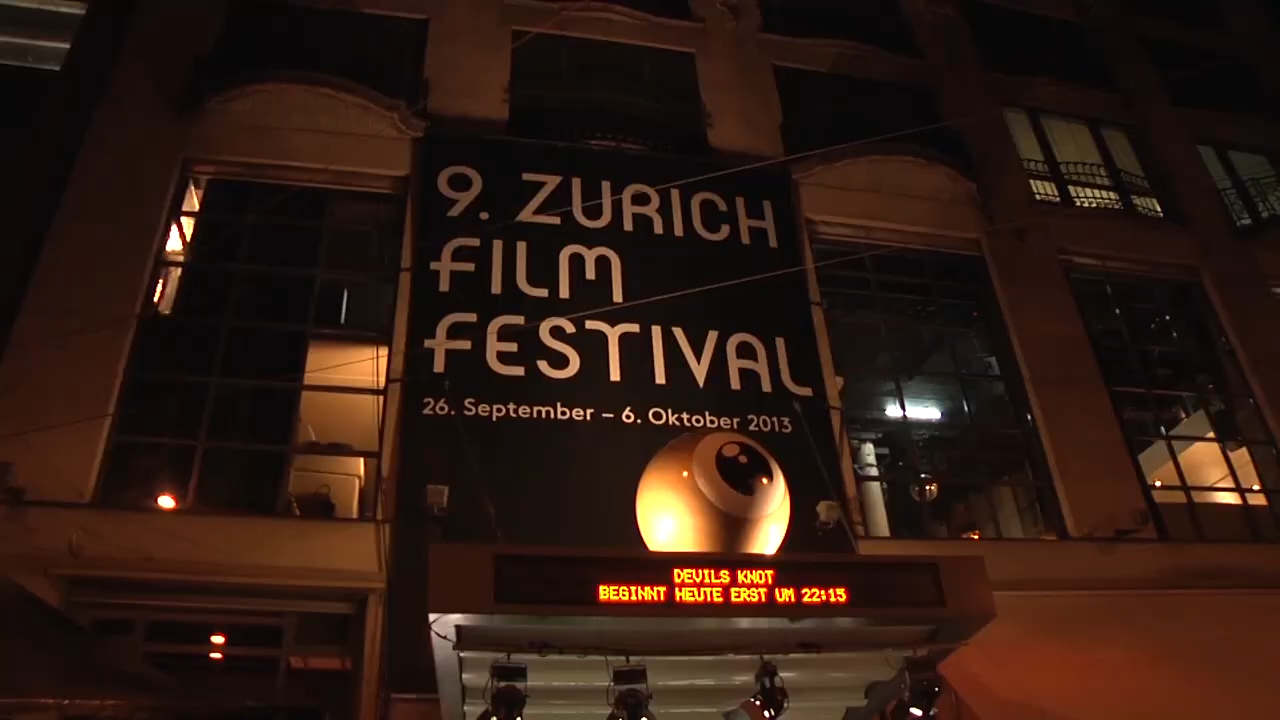 9. ZURICH
FILM
FESTIVAL
26. September – 6. Oktober 2013
DEVILS KNOT
BEGINNT HEUTE ERST UM 22:15